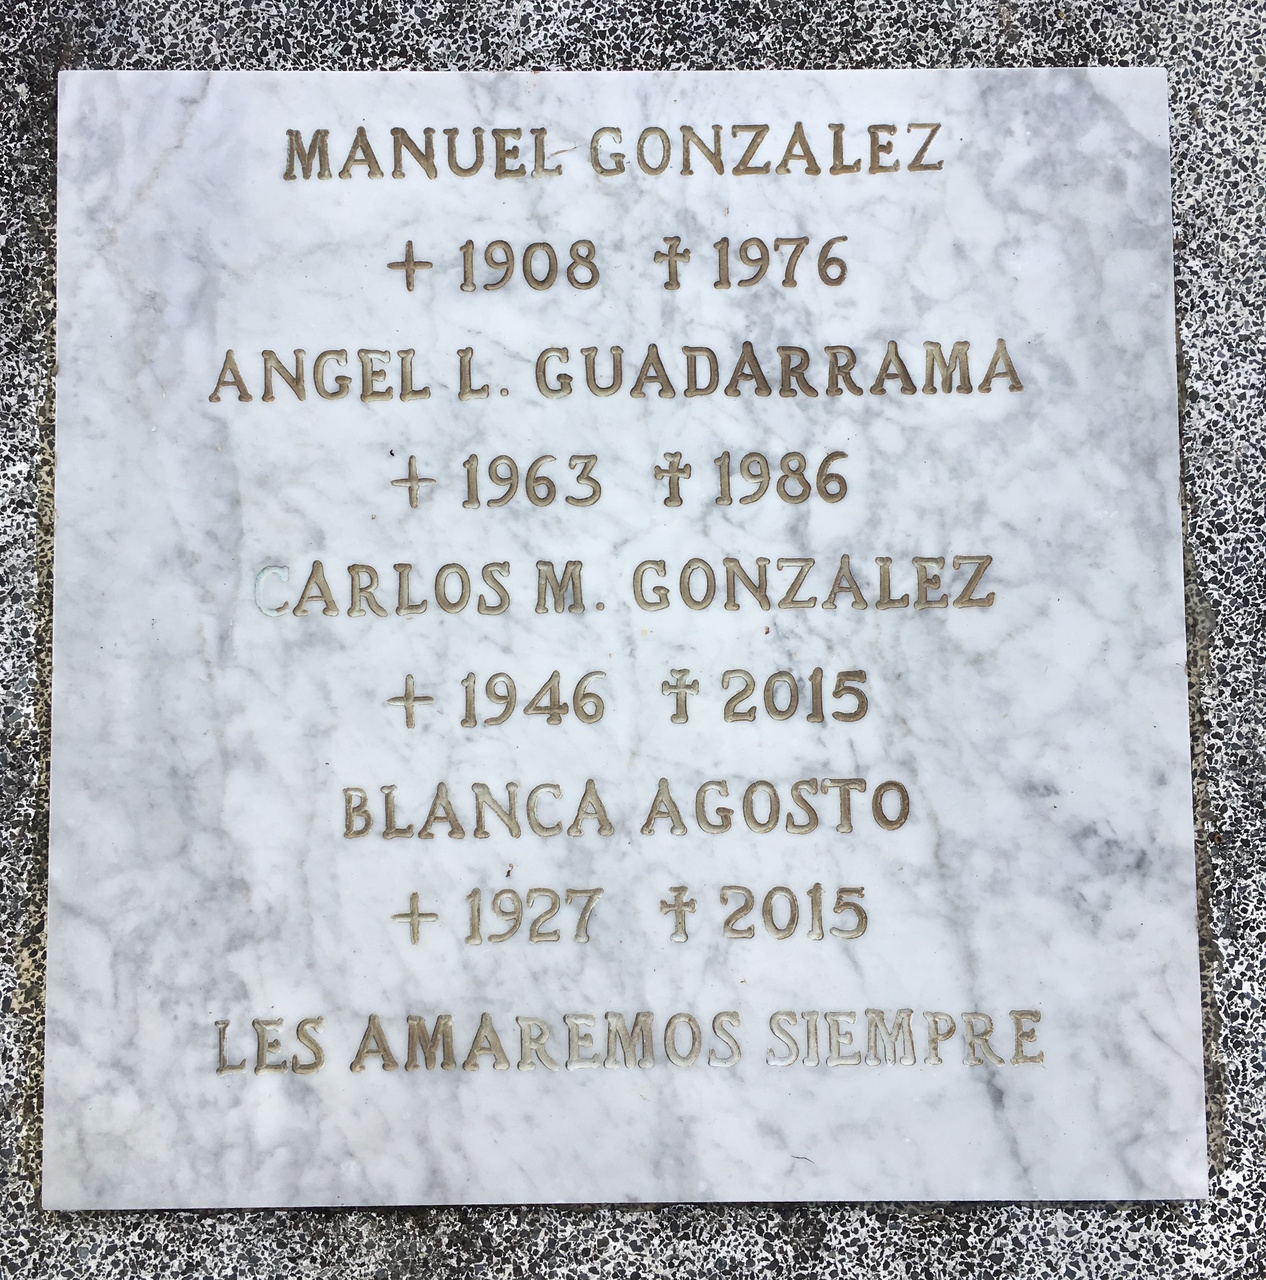 MANUEL GONZALEZ
+ 1908 ✝ 1976
ANGEL L. GUADARRAMA
+ 1963 ✝ 1986
CARLOS M. GONZALEZ
+ 1946 ✝ 2015
BLANCA AGOSTO
+ 1927 ✝ 2015
LES AMAREMOS SIEMPRE